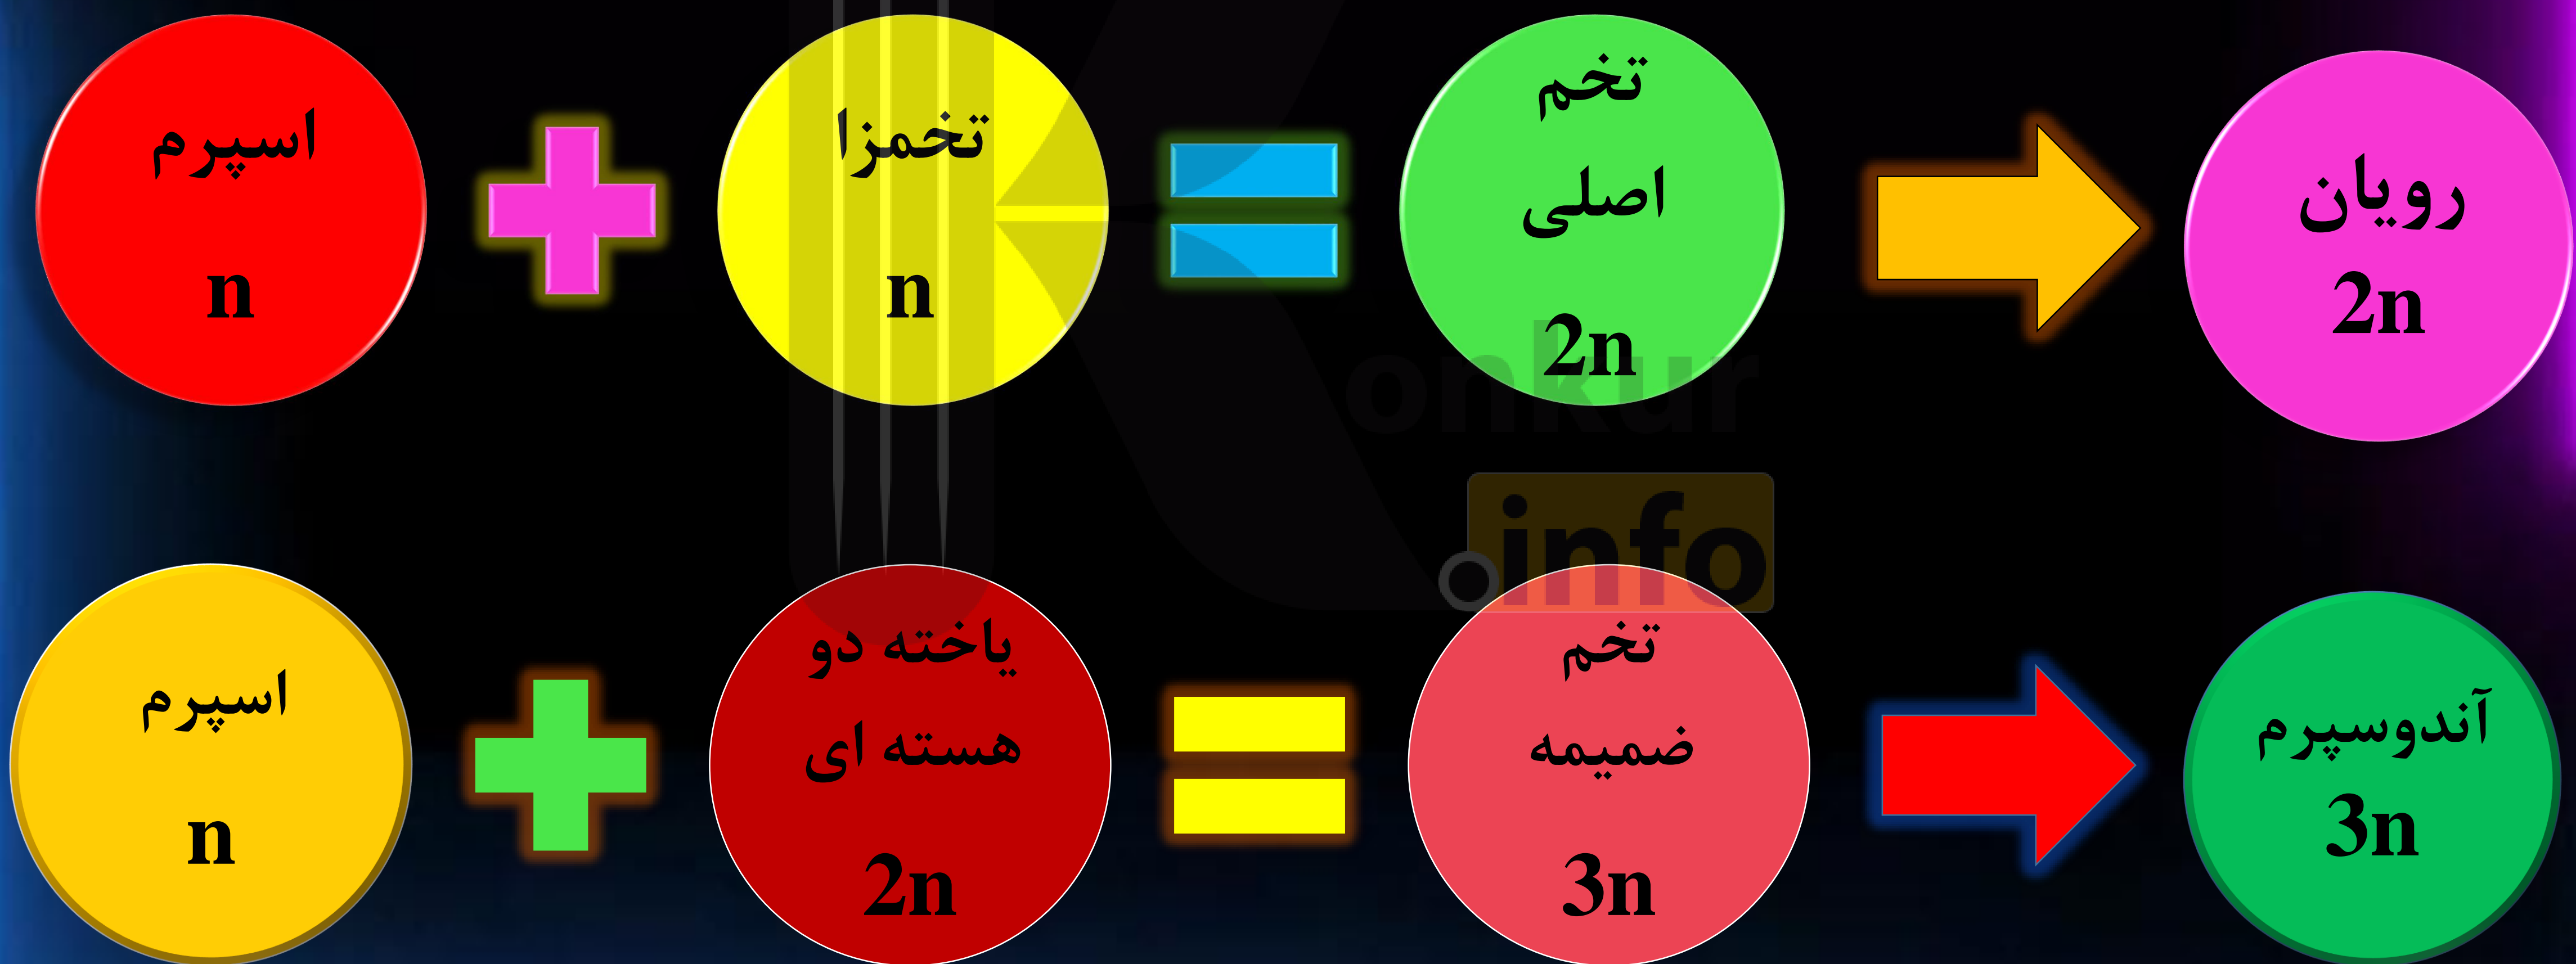 اسپرم
n
تخمزا
n
تخم
اصلی
2n
رویان
2n
onkur
.info
اسپرم
n
یاخته دو
هسته ای
2n
تخم
ضمیمه
3n
آندوسپرم
3n